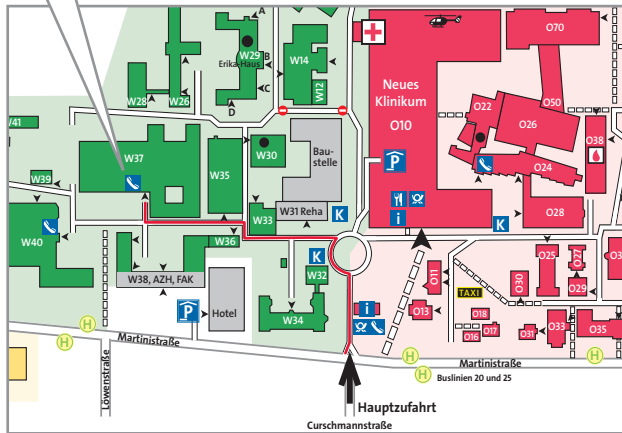 A
W29
Erika-Haus
B
C
D
W28
W26
W14
W12
Neues
Klinikum
O10
O70
O50
O22
O26
O38
O24
O28
W41
W37
W39
W35
W30
Bau-
stelle
W31 Reha
K
W33
W36
W40
W38, AZH, FAK
K
W32
W34
P
Hotel
P
i
K
i
O11
O13
TAXI
O30
O25
O27
O29
O18
O16
O17
O31
O33
O35
H
H
Martinistraße
Löwenstraße
H
H
H
Martinistraße
Buslinien 20 und 25
Hauptzufahrt
Curschmannstraße